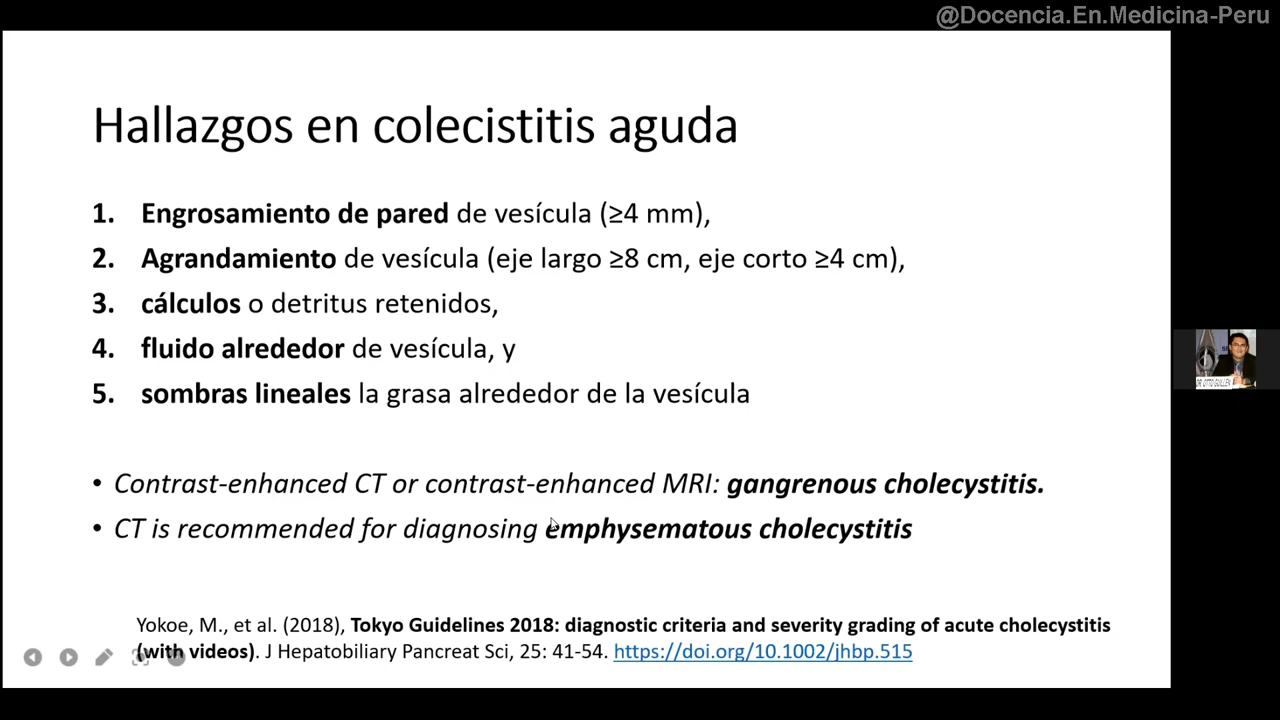 @Docencia.En.Medicina-Peru
Hallazgos en colecistitis aguda
1. Engrosamiento de pared de vesícula (≥4 mm),
2. Agrandamiento de vesícula (eje largo ≥8 cm, eje corto ≥4 cm),
3. cálculos o detritus retenidos,
4. fluido alrededor de vesícula, y
5. sombras lineales la grasa alrededor de la vesícula
• Contrast-enhanced CT or contrast-enhanced MRI: gangrenous cholecystitis.
• CT is recommended for diagnosing emphysematous cholecystitis
Yokoe, M., et al. (2018), Tokyo Guidelines 2018: diagnostic criteria and severity grading of acute cholecystitis
(with videos). J Hepatobiliary Pancreat Sci, 25: 41-54. https://doi.org/10.1002/jhbp.515
DR. OTTO GUILLEN